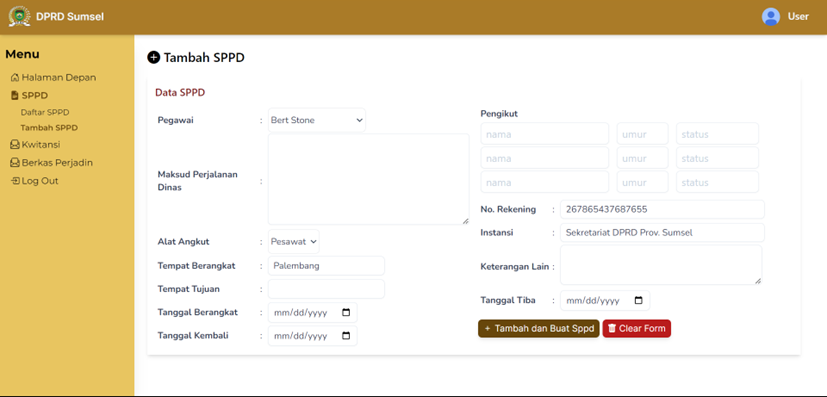 DPRD Sumsel
User
Menu
Halaman Depan
SPPD
Daftar SPPD
Tambah SPPD
Kwitansi
Berkas Perjadin
Log Out
Tambah SPPD
Data SPPD
Pegawai : Bert Stone
Maksud Perjalanan
Dinas :
Alat Angkut : Pesawat
Tempat Berangkat : Palembang
Tempat Tujuan :
Tanggal Berangkat : mm/dd/yyyy
Tanggal Kembali : mm/dd/yyyy
Pengikut
nama umur status
nama umur status
nama umur status
No. Rekening : 267865437687655
Instansi : Sekretariat DPRD Prov. Sumsel
Keterangan Lain :
Tanggal Tiba : mm/dd/yyyy
+ Tambah dan Buat Sppd
Clear Form